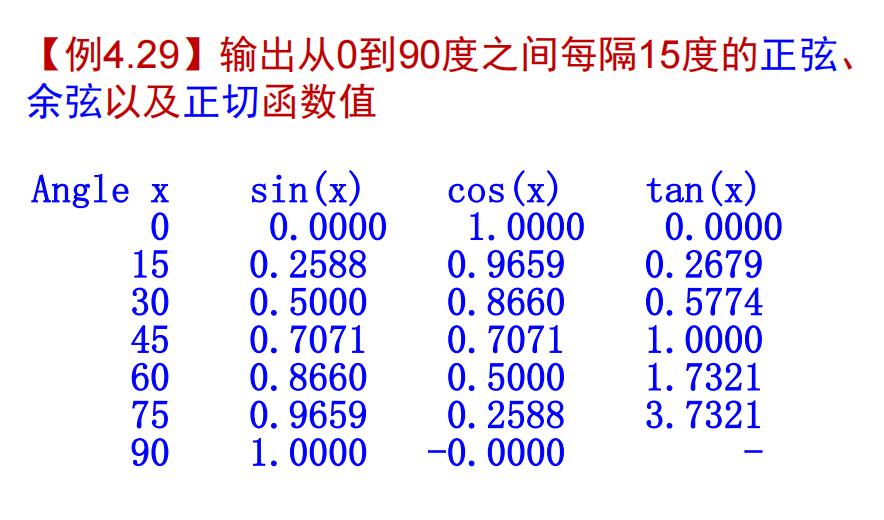 【例4.29】输出从0到90度之间每隔15度的正弦、
余弦以及正切函数值
Angle x sin(x) cos(x) tan(x)
0 0.0000 1.0000 0.0000
15 0.2588 0.9659 0.2679
30 0.5000 0.8660 0.5774
45 0.7071 0.7071 1.0000
60 0.8660 0.5000 1.7321
75 0.9659 0.2588 3.7321
90 1.0000 -0.0000 -